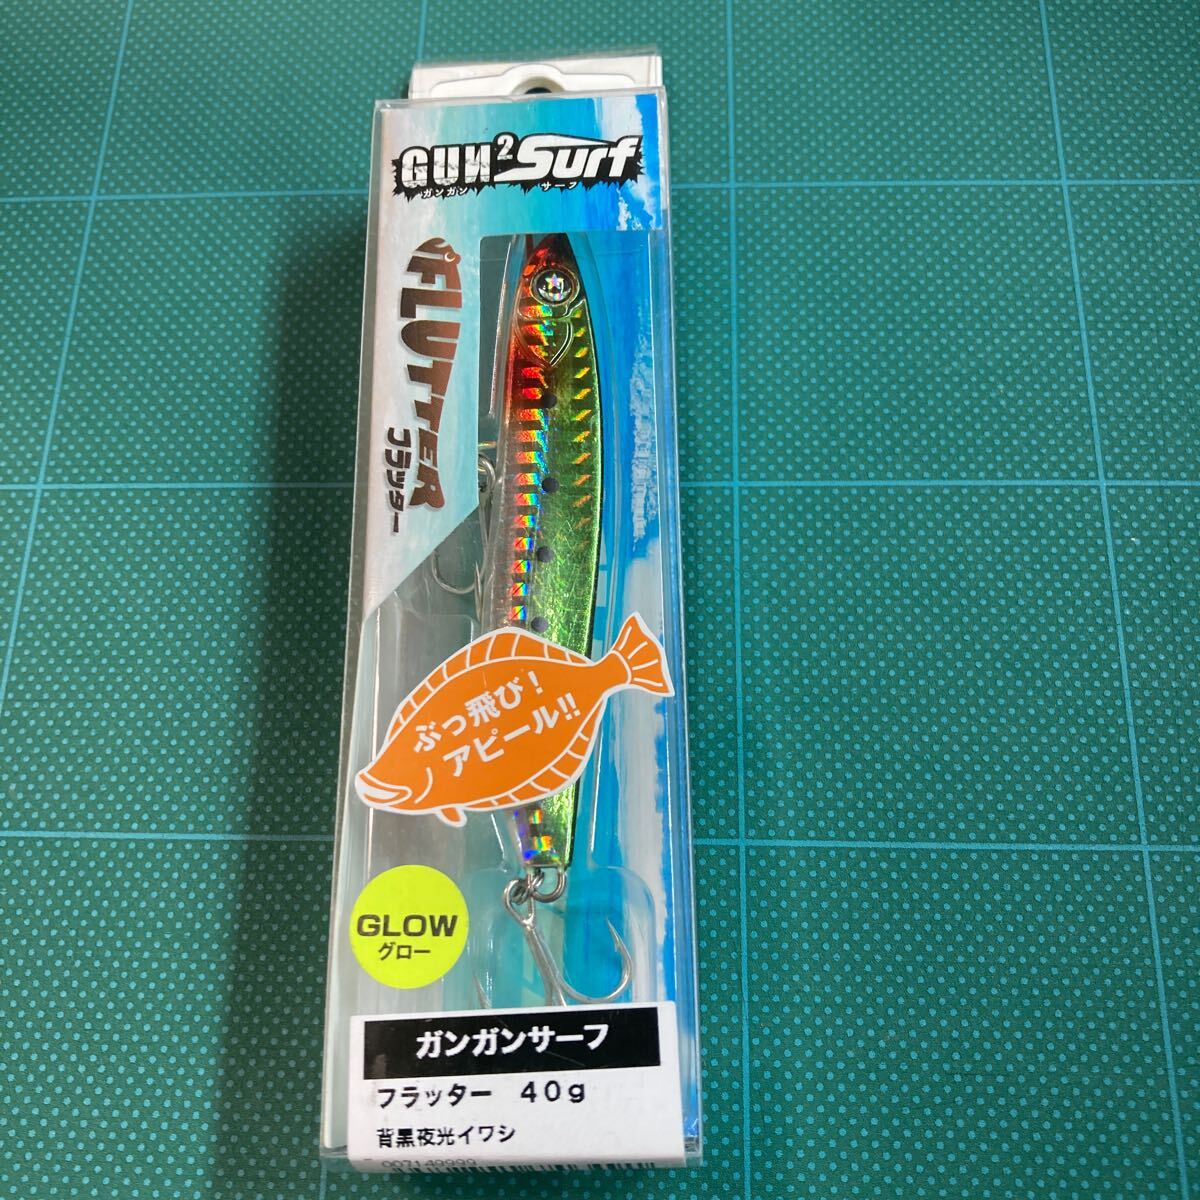 GUN² Surf
ガンガン サーフ
FLUTTER
フラッター
ぶっ飛び！
アピール!!
GLOW
グロー
ガンガンサーフ
フラッター 40g
背黒夜光イワシ